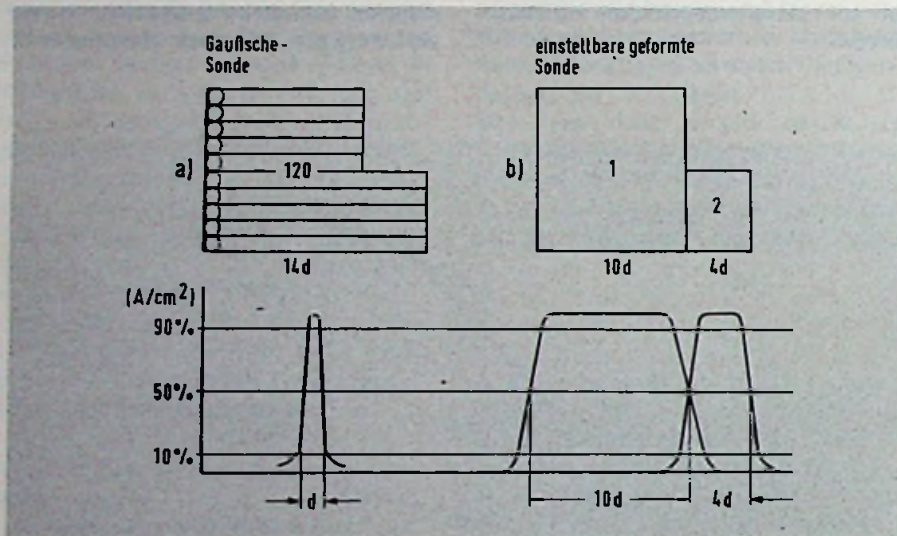 Gaußsche-
Sonde
einstellbare geformte
Sonde
a)
120
14d
b)
1
2
10d
4d
(A/cm²)
90%
50%
10%
d
10d
4d